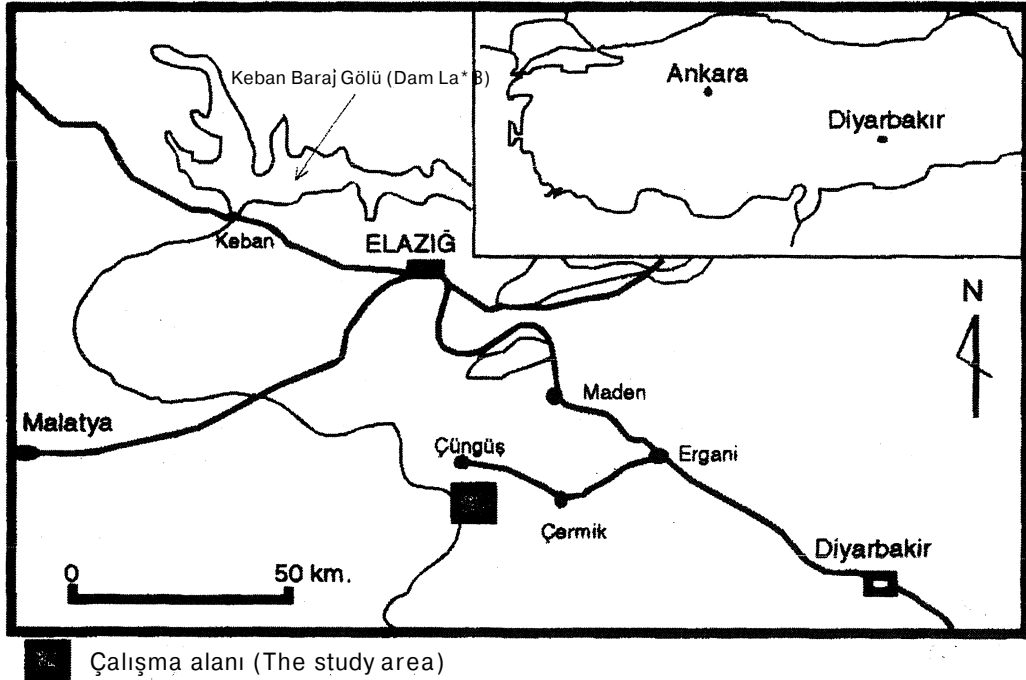 Keban Baraj Gölü (Dam La* B)
Ankara
Diyarbakır
Keban
ELAZIĞ
N
Maden
Malatya
Çüngüş
Ergani
Çermik
Diyarbakir
0 50 km.
Çalışma alanı (The study area)